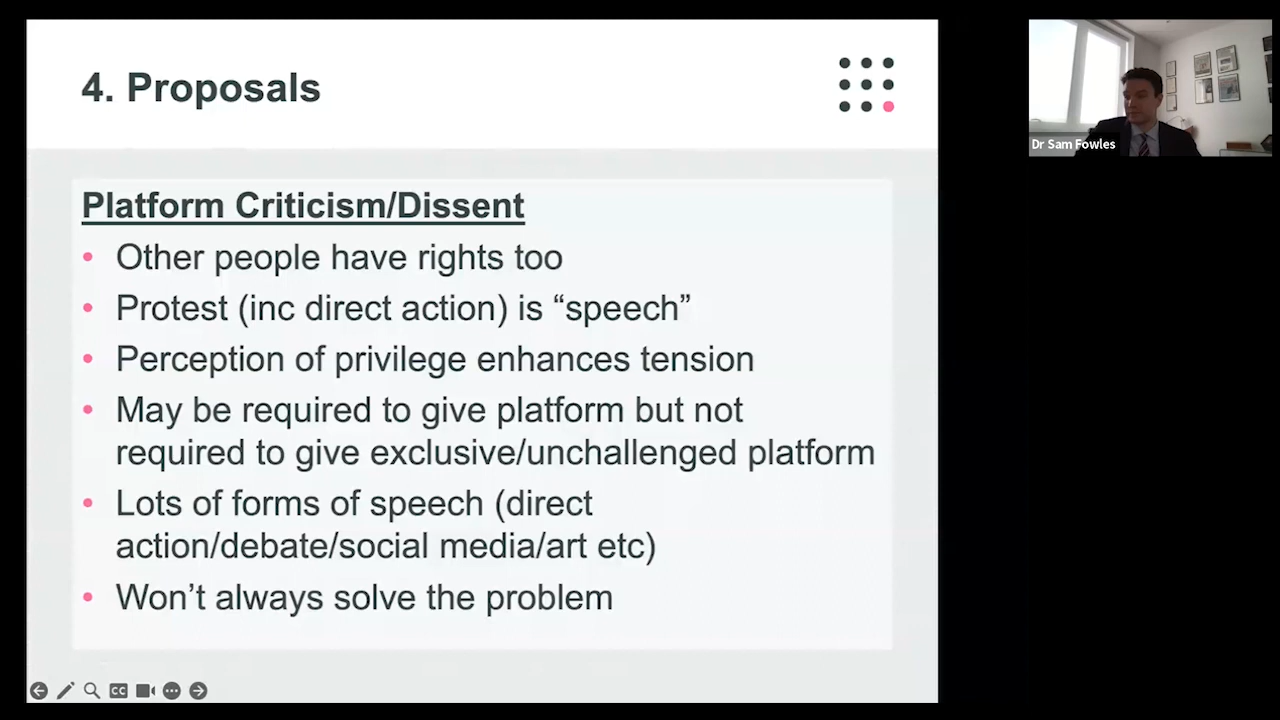 4. Proposals
Platform Criticism/Dissent
• Other people have rights too
• Protest (inc direct action) is “speech”
• Perception of privilege enhances tension
• May be required to give platform but not
required to give exclusive/unchallenged platform
• Lots of forms of speech (direct
action/debate/social media/art etc)
• Won’t always solve the problem
CC
Dr Sam Fowles